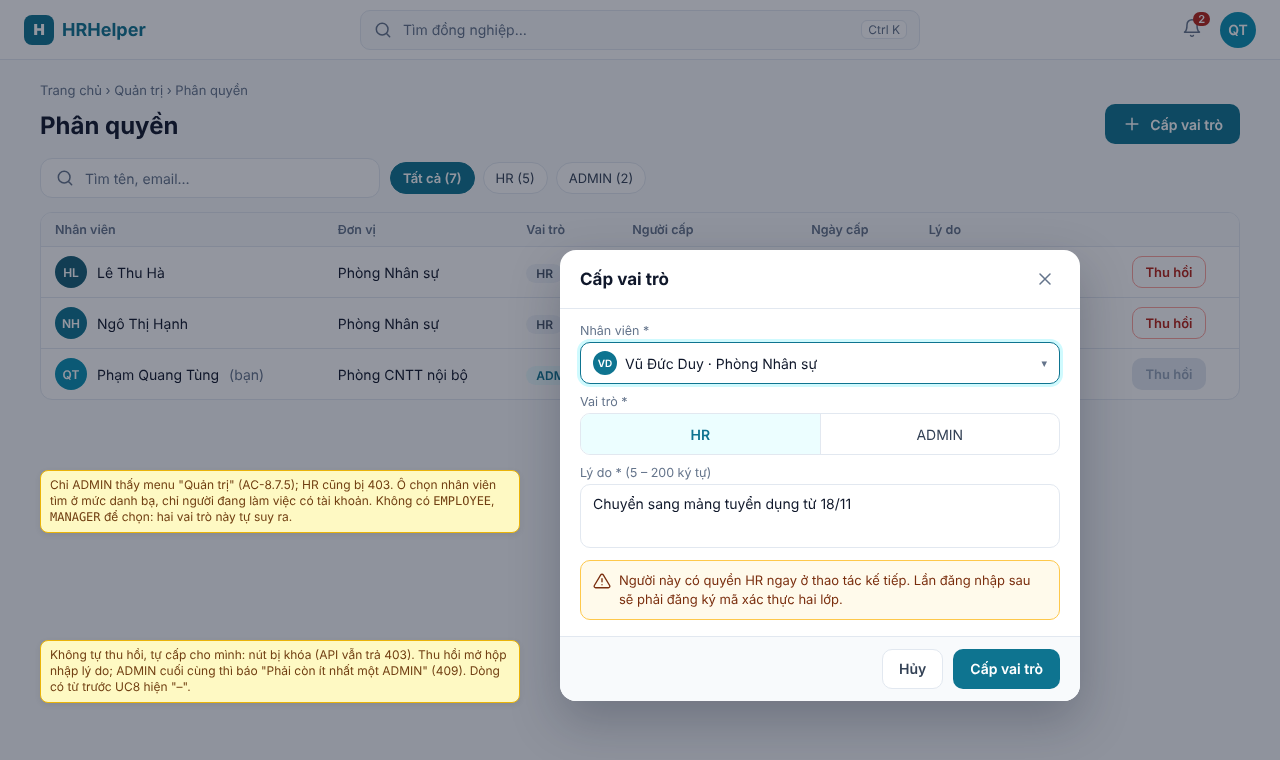 H HRHelper
Tìm đồng nghiệp...
Ctrl K
2
QT
Trang chủ › Quản trị › Phân quyền
Phân quyền
Cấp vai trò
Tìm tên, email...
Tất cả (7)
HR (5)
ADMIN (2)
Nhân viên Đơn vị Vai trò Người cấp Ngày cấp Lý do
HL Lê Thu Hà Phòng Nhân sự HR Thu hồi
NH Ngô Thị Hạnh Phòng Nhân sự HR Thu hồi
QT Phạm Quang Tùng (bạn) Phòng CNTT nội bộ ADM Thu hồi
Cấp vai trò
Nhân viên *
VD Vũ Đức Duy · Phòng Nhân sự
Vai trò *
HR ADMIN
Lý do * (5 – 200 ký tự)
Chuyển sang mảng tuyển dụng từ 18/11
Người này có quyền HR ngay ở thao tác kế tiếp. Lần đăng nhập sau
sẽ phải đăng ký mã xác thực hai lớp.
Hủy
Cấp vai trò
Chỉ ADMIN thấy menu "Quản trị" (AC-8.7.5); HR cũng bị 403. Ô chọn nhân viên
tìm ở mức danh bạ, chỉ người đang làm việc có tài khoản. Không có EMPLOYEE,
MANAGER để chọn: hai vai trò này tự suy ra.
Không tự thu hồi, tự cấp cho mình: nút bị khóa (API vẫn trả 403). Thu hồi mở hộp
nhập lý do; ADMIN cuối cùng thì báo "Phải còn ít nhất một ADMIN" (409). Dòng
có từ trước UC8 hiện "–".